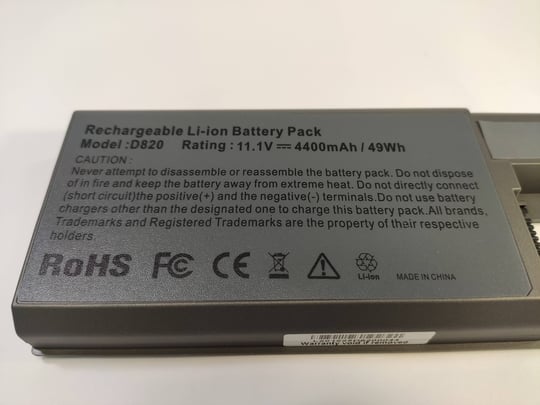 Rechargeable Li-ion Battery Pack
Model :D820 Rating : 11.1V 4400mAh / 49Wh
CAUTION :
Never attempt to disassemble or reassemble the battery pack. Do not dispose
of in fire and keep the battery away from extreme heat. Do not directly connect
(short circuit)the positive(+) and the negative(-) terminals.Do not use battery
chargers other than the designated one to charge this battery pack.All brands,
Trademarks and Registered Trademarks are the property of their respective
holders.
RoHS FC CE Li-ion MADE IN CHINA
Warranty void if removed